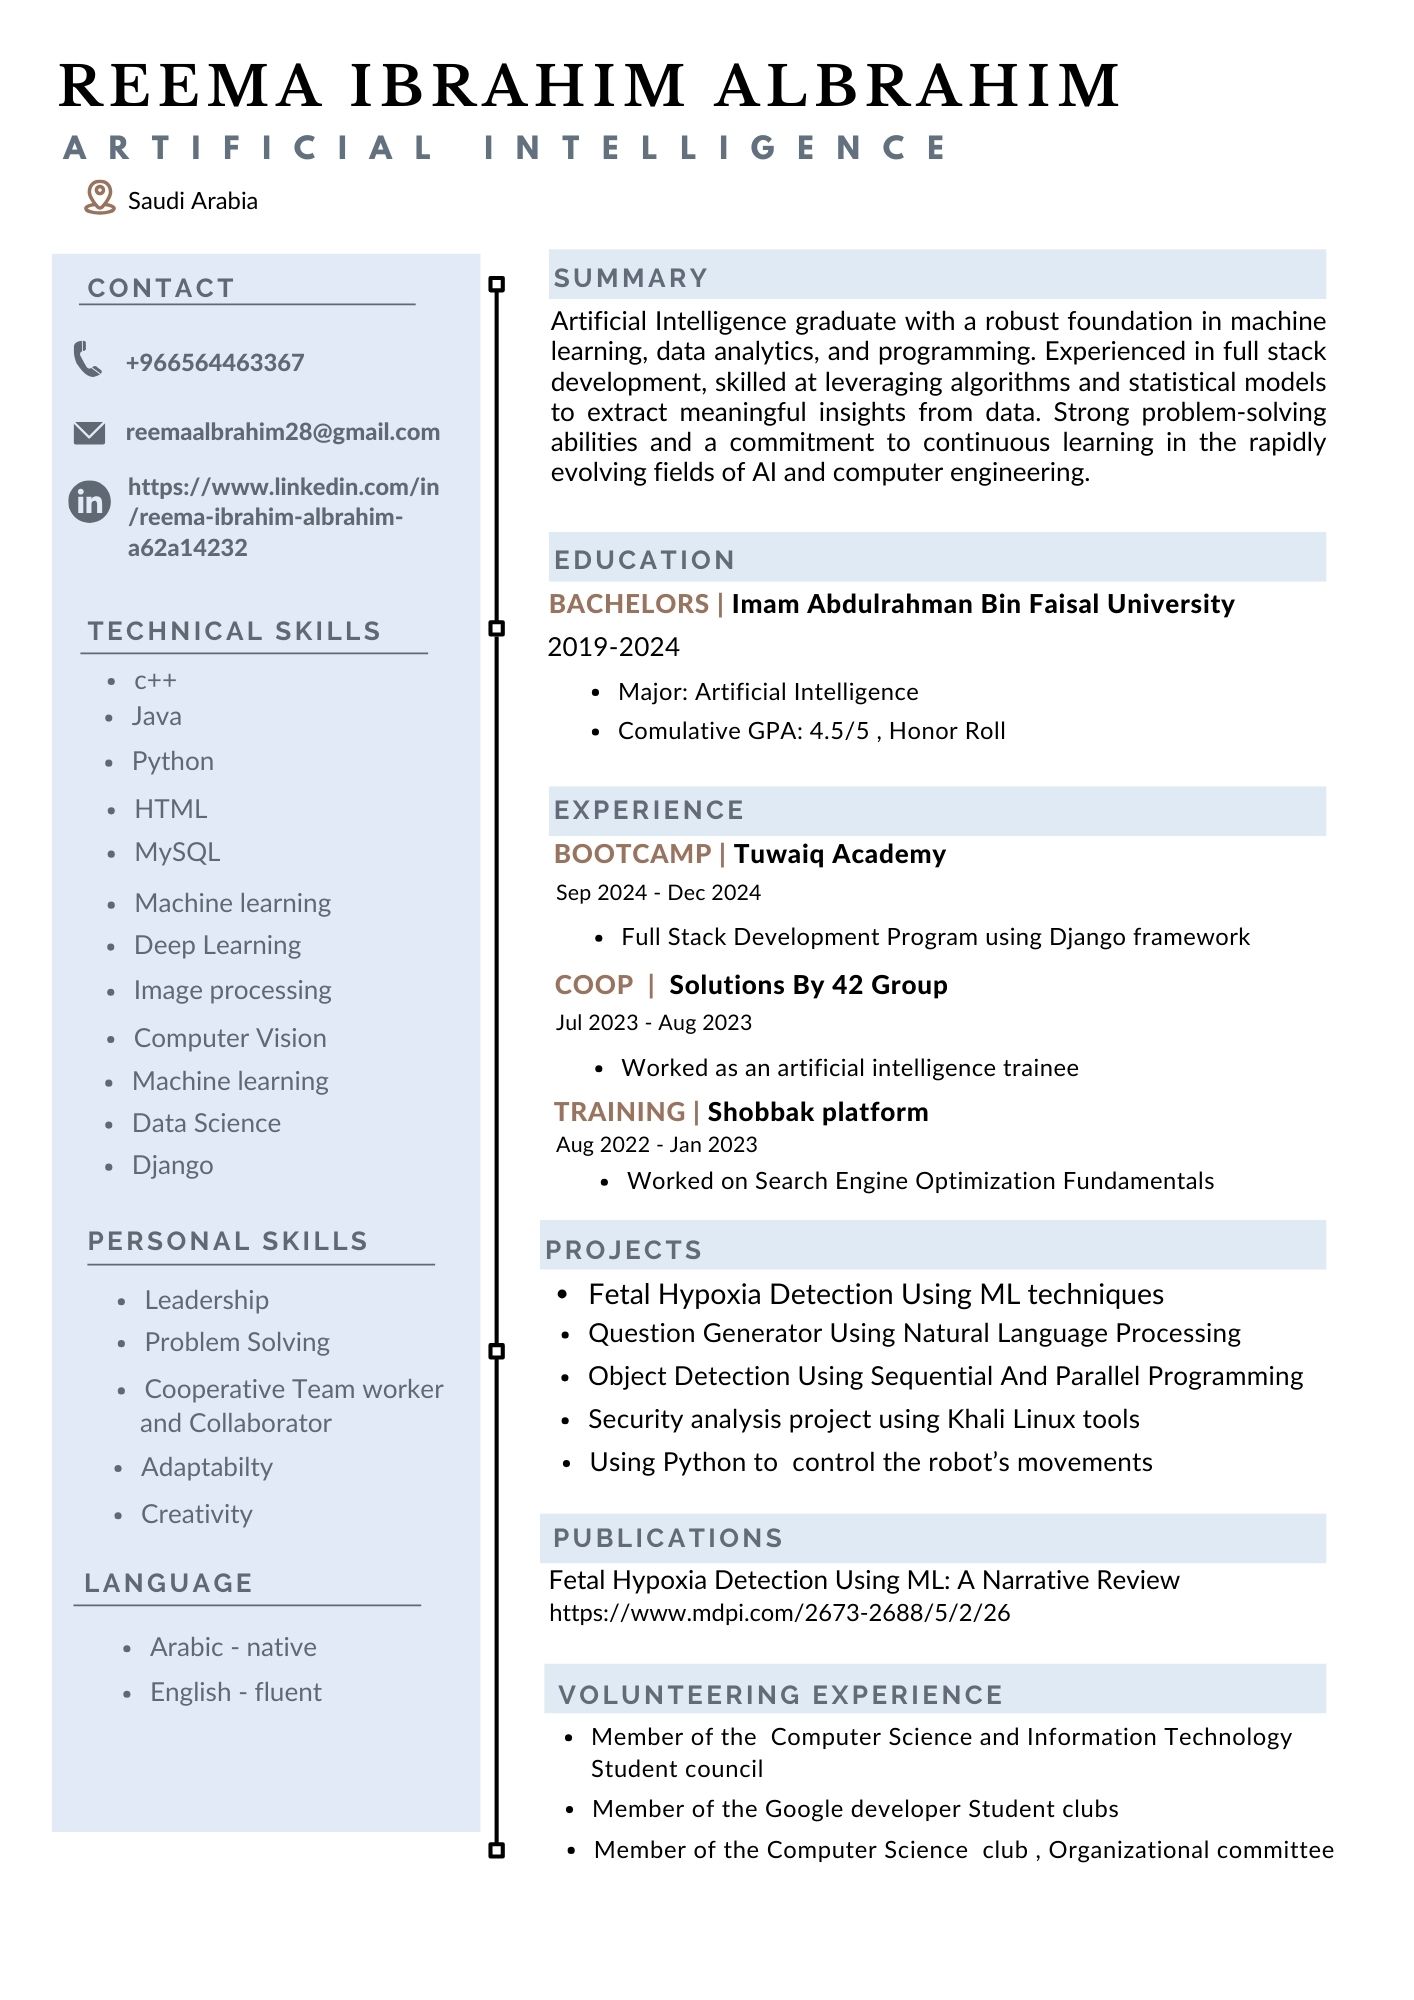 REEMA IBRAHIM ALBRAHIM
ARTIFICIAL INTELLIGENCE
Saudi Arabia
CONTACT
+966564463367
reemaalbrahim28@gmail.com
https://www.linkedin.com/in
/reema-ibrahim-albrahim-
a62a14232
TECHNICAL SKILLS
• c++
• Java
• Python
• HTML
• MySQL
• Machine learning
• Deep Learning
• Image processing
• Computer Vision
• Machine learning
• Data Science
• Django
PERSONAL SKILLS
• Leadership
• Problem Solving
• Cooperative Team worker
and Collaborator
• Adaptabilty
• Creativity
LANGUAGE
• Arabic - native
• English - fluent
SUMMARY
Artificial Intelligence graduate with a robust foundation in machine
learning, data analytics, and programming. Experienced in full stack
development, skilled at leveraging algorithms and statistical models
to extract meaningful insights from data. Strong problem-solving
abilities and a commitment to continuous learning in the rapidly
evolving fields of AI and computer engineering.
EDUCATION
BACHELORS | Imam Abdulrahman Bin Faisal University
2019-2024
• Major: Artificial Intelligence
• Comulative GPA: 4.5/5 , Honor Roll
EXPERIENCE
BOOTCAMP | Tuwaiq Academy
Sep 2024 - Dec 2024
• Full Stack Development Program using Django framework
COOP | Solutions By 42 Group
Jul 2023 - Aug 2023
• Worked as an artificial intelligence trainee
TRAINING | Shobbak platform
Aug 2022 - Jan 2023
• Worked on Search Engine Optimization Fundamentals
PROJECTS
• Fetal Hypoxia Detection Using ML techniques
• Question Generator Using Natural Language Processing
• Object Detection Using Sequential And Parallel Programming
• Security analysis project using Khali Linux tools
• Using Python to control the robot’s movements
PUBLICATIONS
Fetal Hypoxia Detection Using ML: A Narrative Review
https://www.mdpi.com/2673-2688/5/2/26
VOLUNTEERING EXPERIENCE
• Member of the Computer Science and Information Technology
Student council
• Member of the Google developer Student clubs
• Member of the Computer Science club , Organizational committee